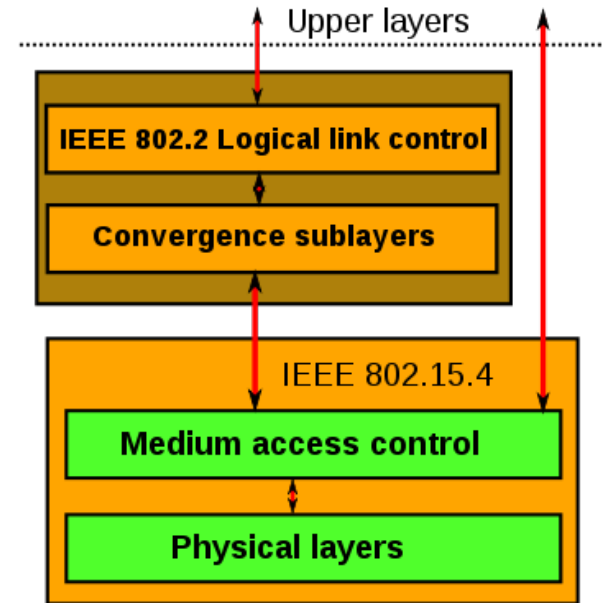 Upper layers
IEEE 802.2 Logical link control
Convergence sublayers
IEEE 802.15.4
Medium access control
Physical layers